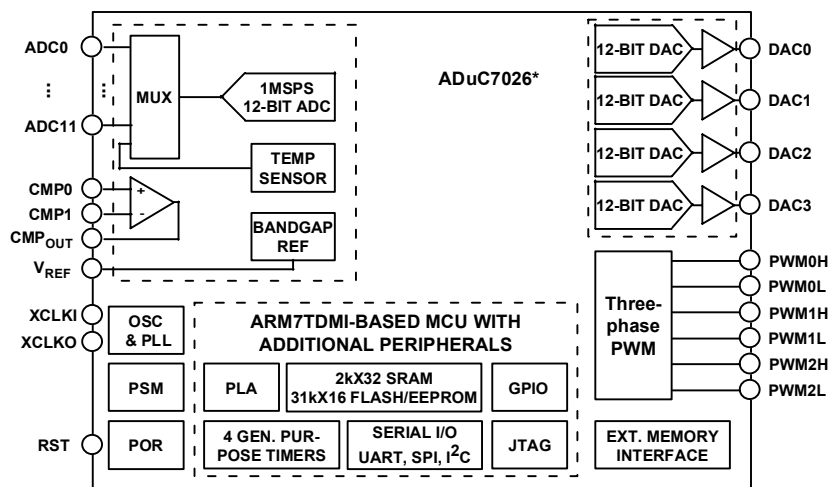 ADC0
...
ADC11
CMP0
CMP1
CMPOUT
VREF
XCLKI
XCLKO
RST
...
MUX
1MSPS
12-BIT ADC
TEMP
SENSOR
+
-
BANDGAP
REF
ADuC7026*
12-BIT DAC
12-BIT DAC
12-BIT DAC
12-BIT DAC
DAC0
DAC1
DAC2
DAC3
Three-
phase
PWM
PWM0H
PWM0L
PWM1H
PWM1L
PWM2H
PWM2L
OSC
& PLL
PSM
POR
ARM7TDMI-BASED MCU WITH
ADDITIONAL PERIPHERALS
PLA
2kX32 SRAM
31kX16 FLASH/EEPROM
GPIO
4 GEN. PUR-
POSE TIMERS
SERIAL I/O
UART, SPI, I²C
JTAG
EXT. MEMORY
INTERFACE